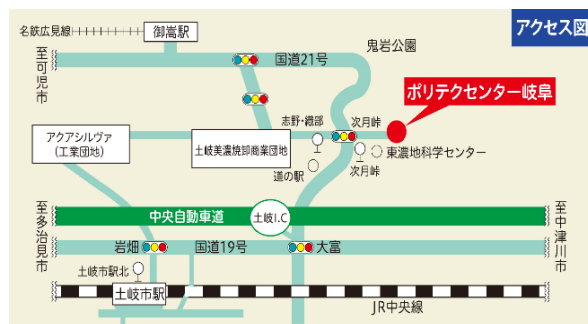 アクセス図
名鉄広見線
御嵩駅
鬼岩公園
至可児市
国道21号
ポリテクセンター岐阜
志野・織部
次月峠
アクアシルヴァ
(工業団地)
土岐美濃焼卸商業団地
東濃地科学センター
道の駅
次月峠
至多治見市
中央自動車道
土岐I.C
至中津川市
岩畑
国道19号
大富
土岐市駅北
土岐市駅
JR中央線